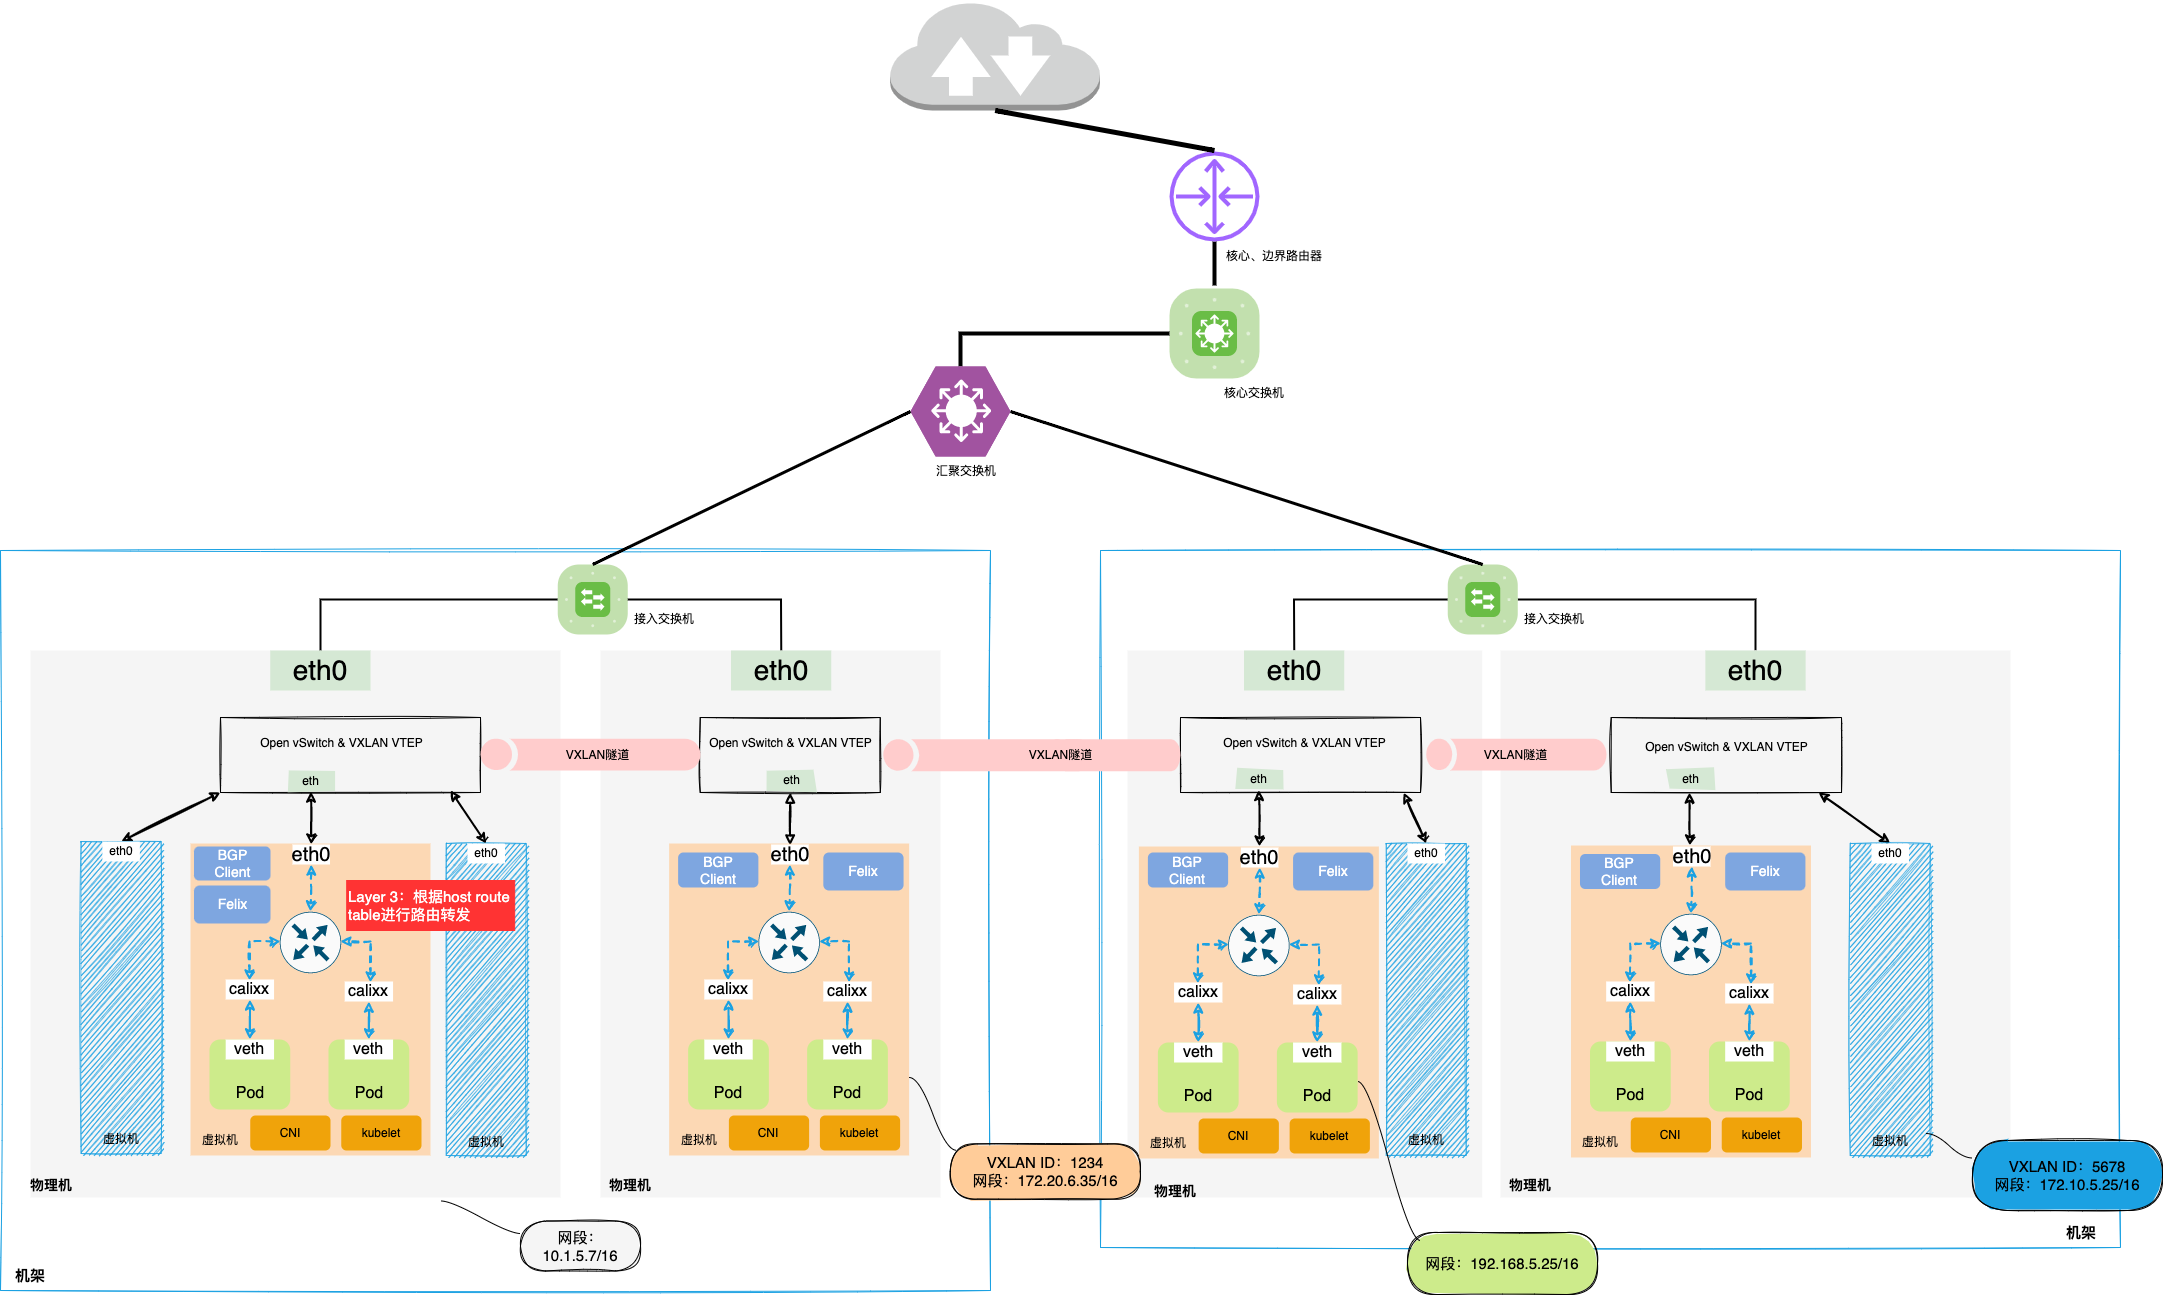 核心、边界路由器
核心交换机
汇聚交换机
接入交换机
eth0
eth0
Open vSwitch & VXLAN VTEP
eth
VXLAN隧道
Open vSwitch & VXLAN VTEP
eth
VXLAN隧道
eth0
虚拟机
BGP
Client
Felix
eth0
Layer 3：根据host route
table进行路由转发
calixx
calixx
veth
Pod
veth
Pod
虚拟机
CNI
kubelet
eth0
虚拟机
物理机
BGP
Client
eth0
Felix
calixx
calixx
veth
Pod
veth
Pod
虚拟机
CNI
kubelet
物理机
网段：
10.1.5.7/16
机架
VXLAN ID：1234
网段：172.20.6.35/16
接入交换机
eth0
eth0
Open vSwitch & VXLAN VTEP
eth
VXLAN隧道
Open vSwitch & VXLAN VTEP
eth
BGP
Client
eth0
Felix
calixx
calixx
veth
Pod
veth
Pod
虚拟机
CNI
kubelet
eth0
虚拟机
物理机
BGP
Client
eth0
Felix
calixx
calixx
veth
Pod
veth
Pod
虚拟机
CNI
kubelet
eth0
虚拟机
物理机
VXLAN ID：5678
网段：172.10.5.25/16
机架
网段：192.168.5.25/16